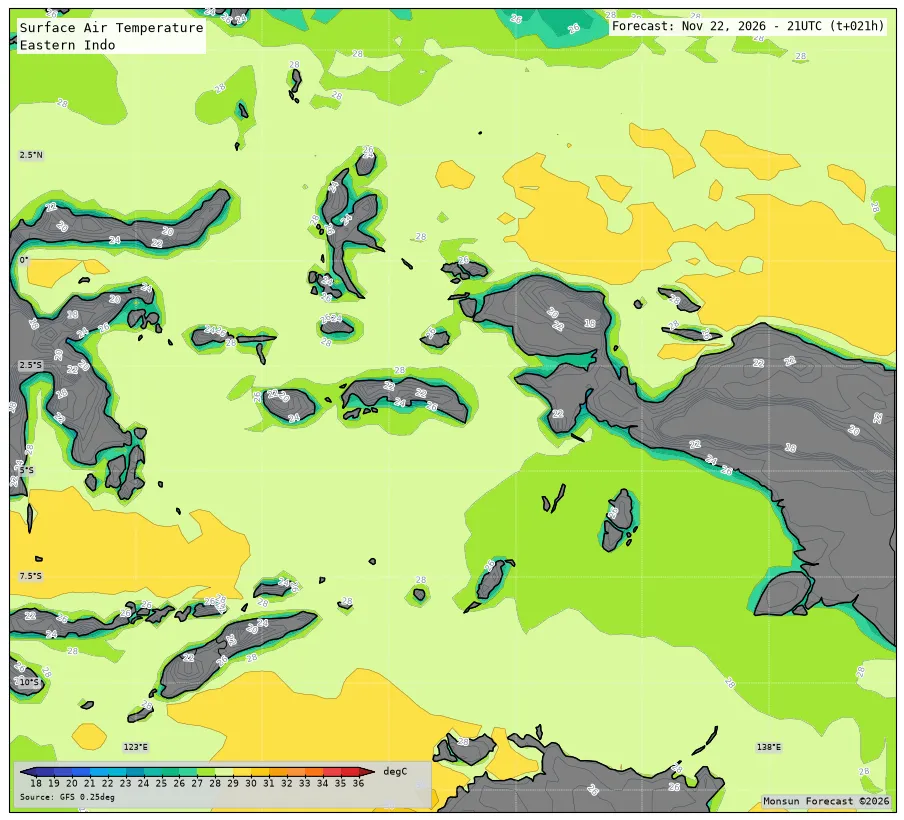 Surface Air Temperature
Eastern Indo
Forecast: Nov 22, 2026 - 21UTC (t+021h)
2.5°N
0°
2.5°S
5°S
7.5°S
10°S
123°E
138°E
18 19 20 21 22 23 24 25 26 27 28 29 30 31 32 33 34 35 36
degC
Source: GFS 0.25deg
Monsun Forecast ©2026